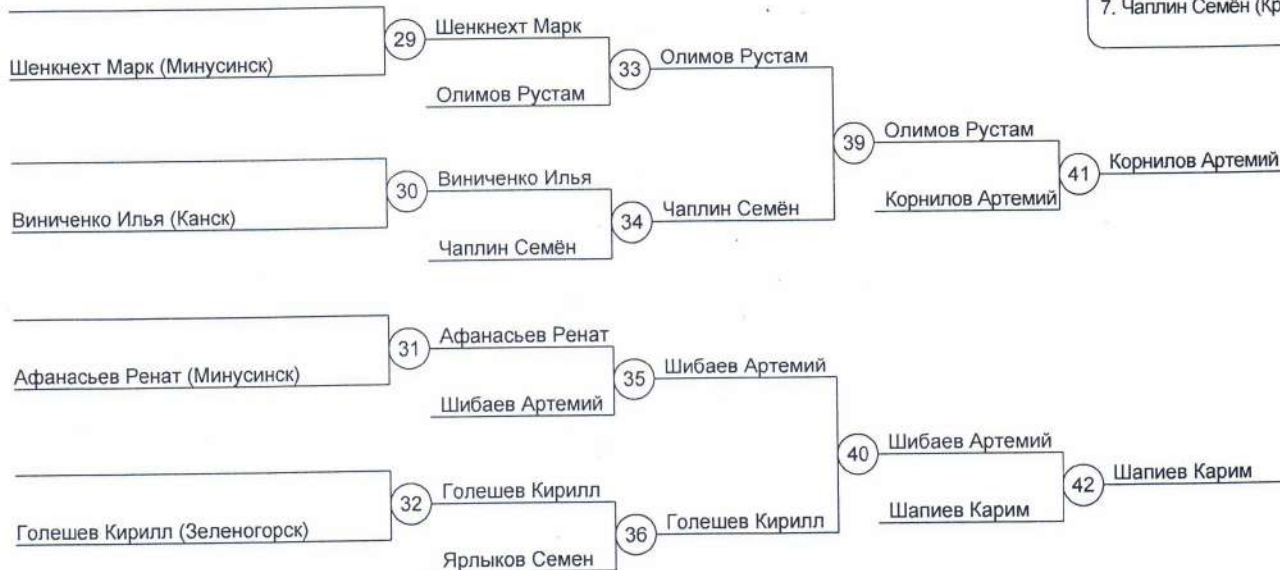 7. Чаплин Семён (Кр
29
Шенкнехт Марк
Шенкнехт Марк (Минусинск)
33
Олимов Рустам
Олимов Рустам
39
Олимов Рустам
30
Виниченко Илья
41
Корнилов Артемий
Виниченко Илья (Канск)
34
Чаплин Семён
Корнилов Артемий
Чаплин Семён
31
Афанасьев Ренат
Афанасьев Ренат (Минусинск)
35
Шибаев Артемий
Шибаев Артемий
40
Шибаев Артемий
32
Голешев Кирилл
42
Шапиев Карим
Голешев Кирилл (Зеленогорск)
36
Голешев Кирилл
Шапиев Карим
Ярлыков Семен